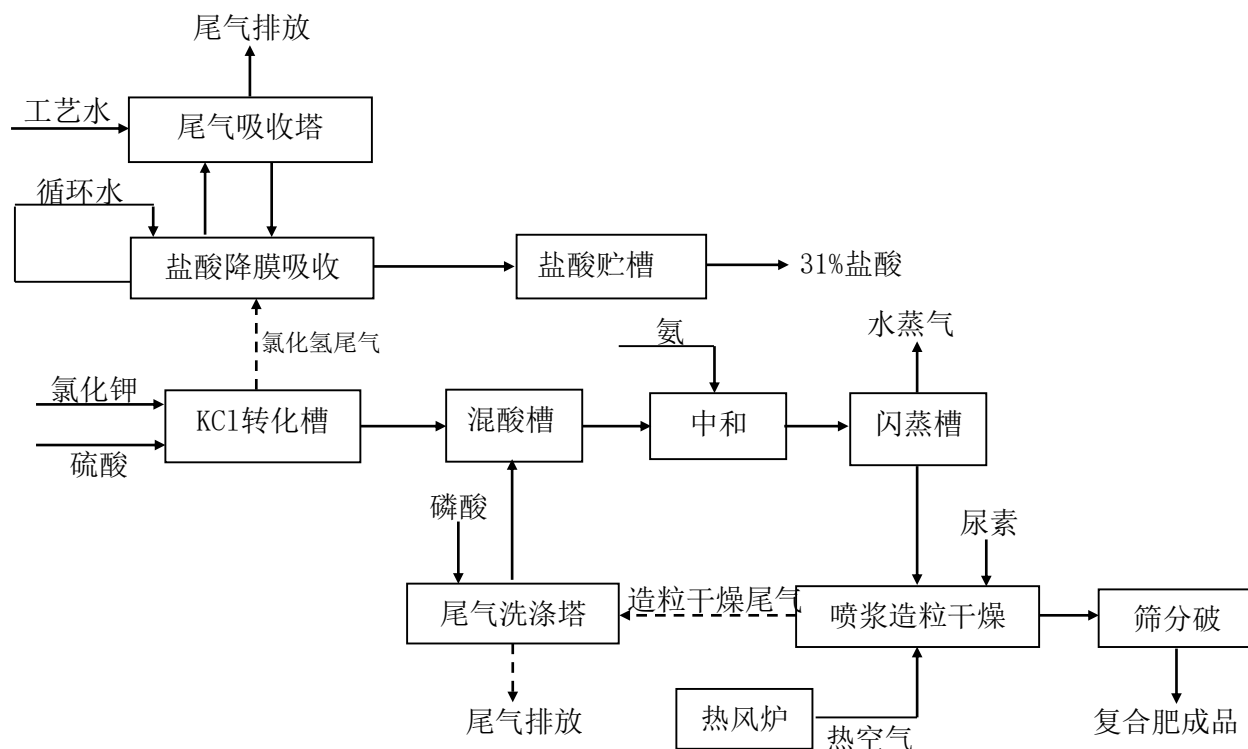 尾气排放
工艺水
尾气吸收塔
循环水
盐酸降膜吸收
盐酸贮槽
31%盐酸
氯化氢尾气
氨
水蒸气
氯化钾
KCl转化槽
混酸槽
中和
闪蒸槽
硫酸
磷酸
尿素
尾气洗涤塔
造粒干燥尾气
喷浆造粒干燥
筛分破
尾气排放
热风炉
热空气
复合肥成品